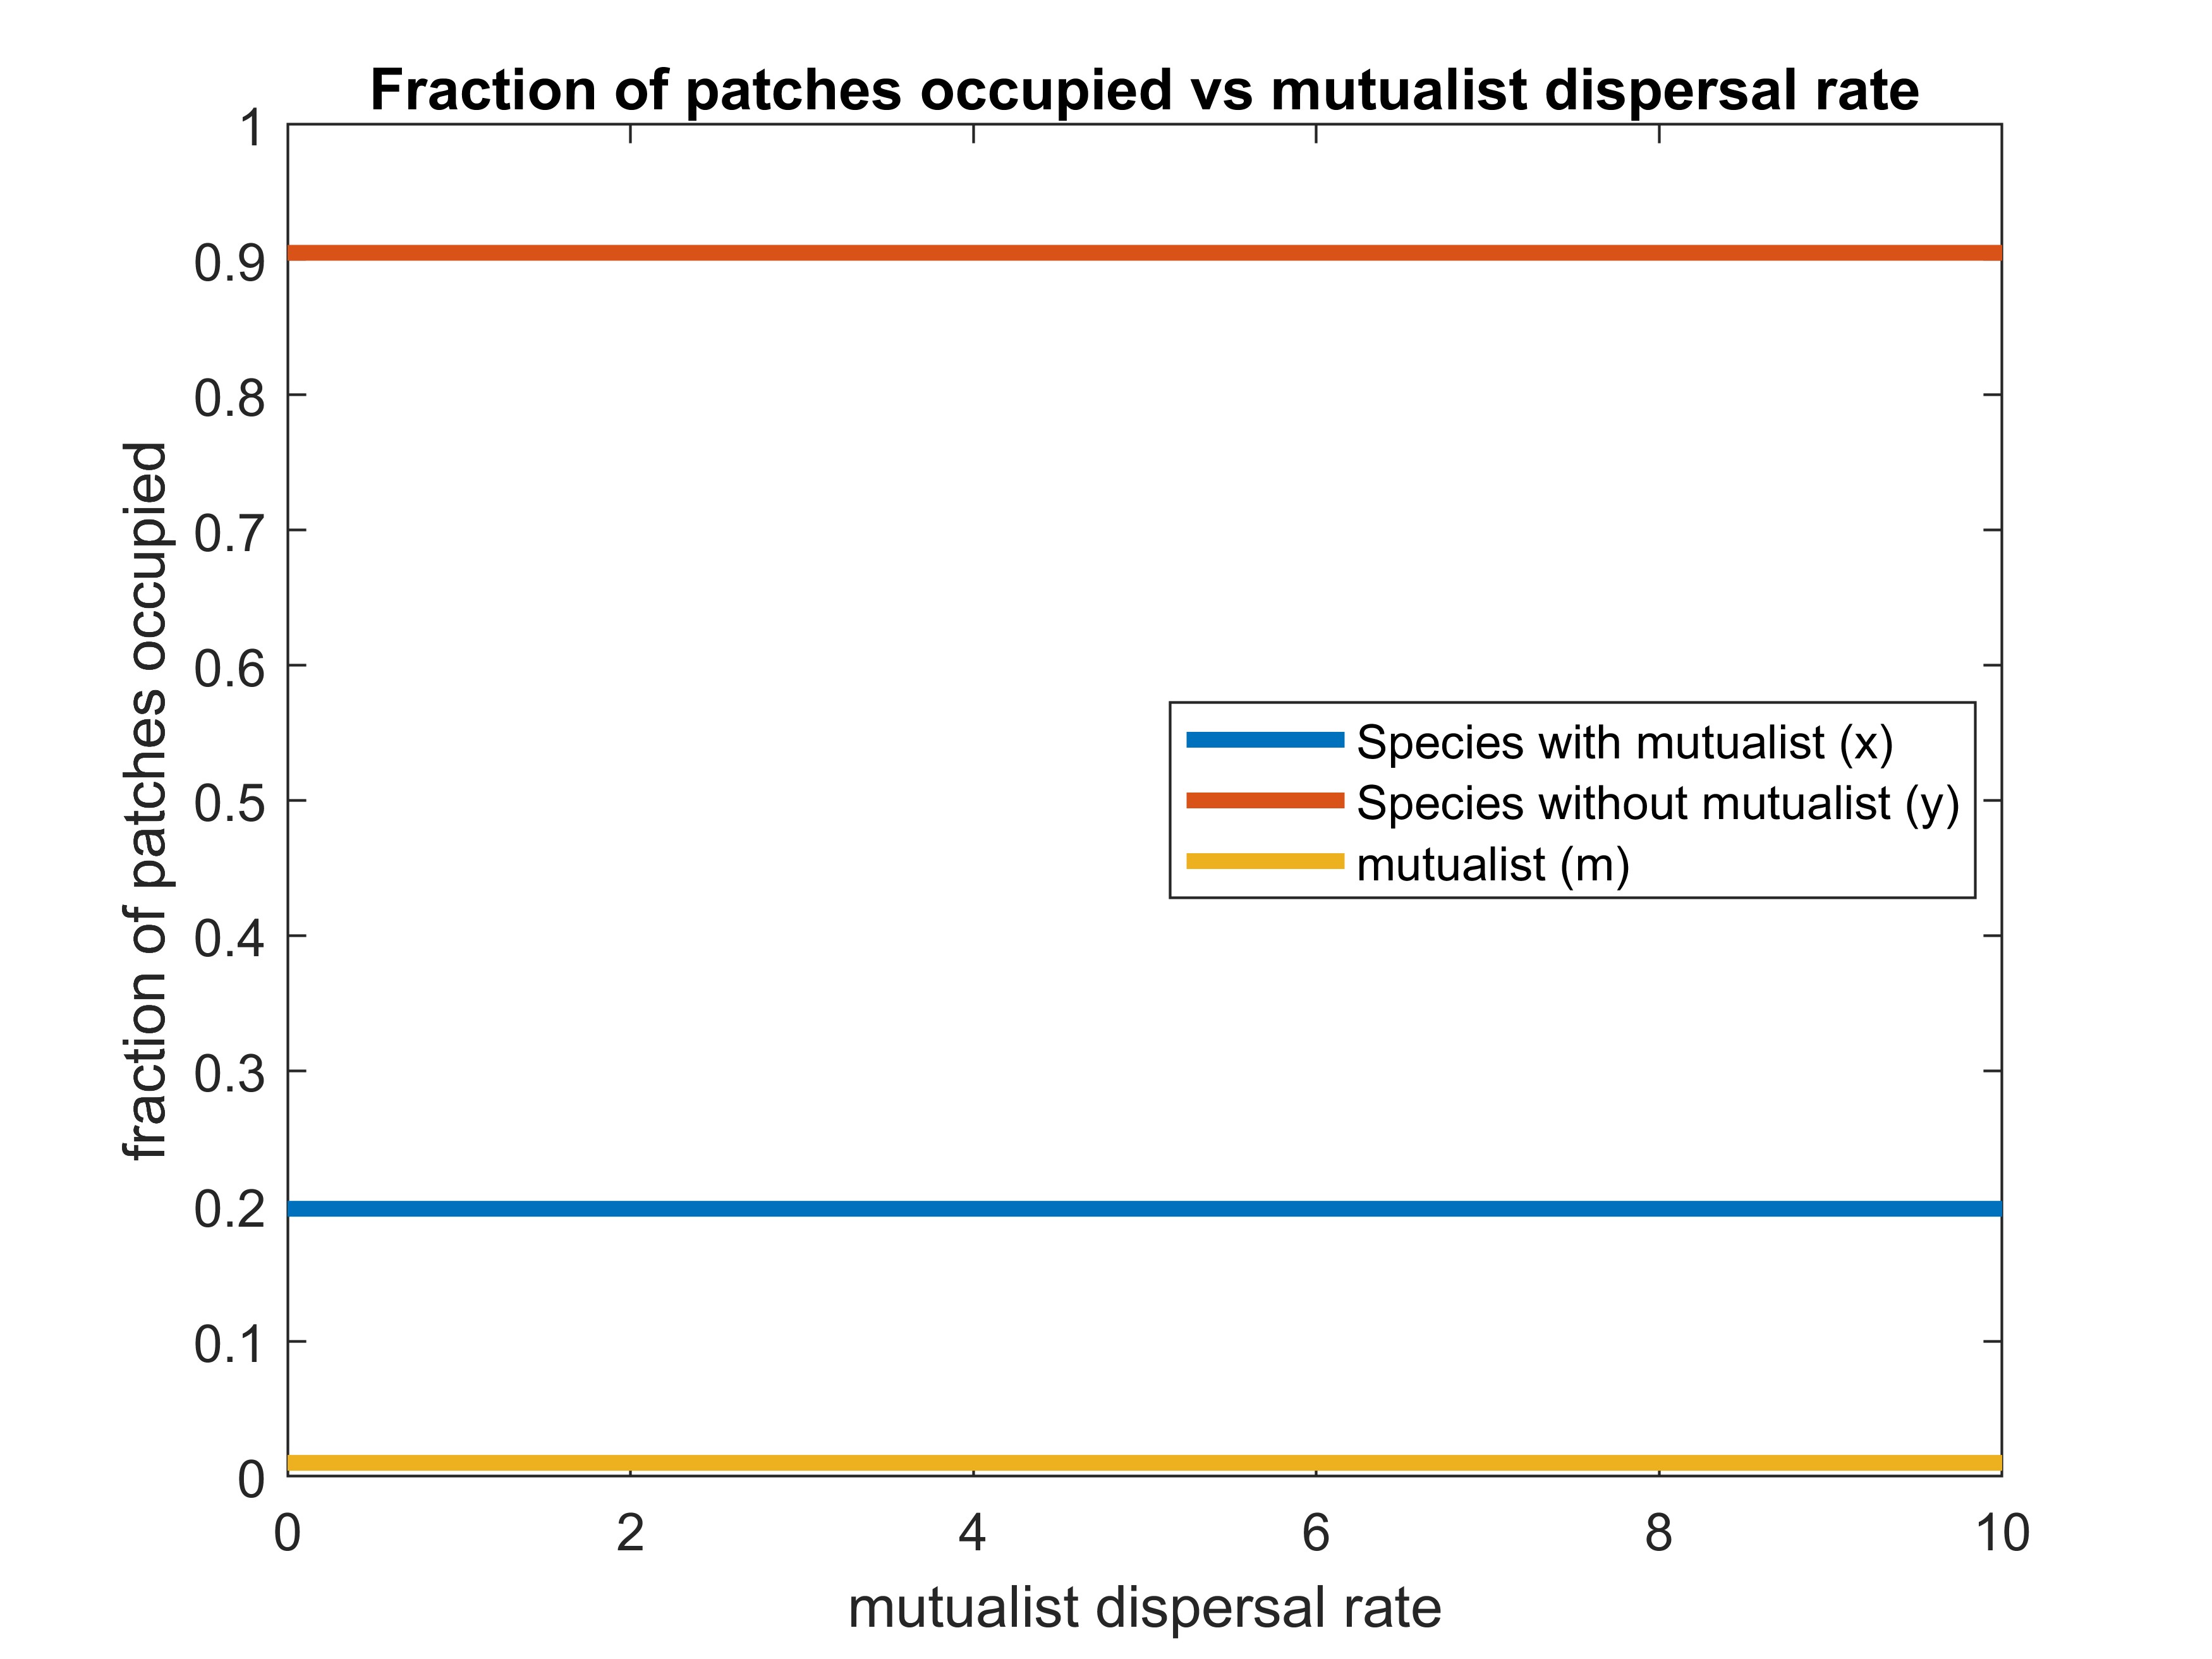 Fraction of patches occupied vs mutualist dispersal rate
1
0.9
0.8
0.7
0.6
0.5
0.4
0.3
0.2
0.1
0
fraction of patches occupied
Species with mutualist (x)
Species without mutualist (y)
mutualist (m)
0 2 4 6 8 10
mutualist dispersal rate